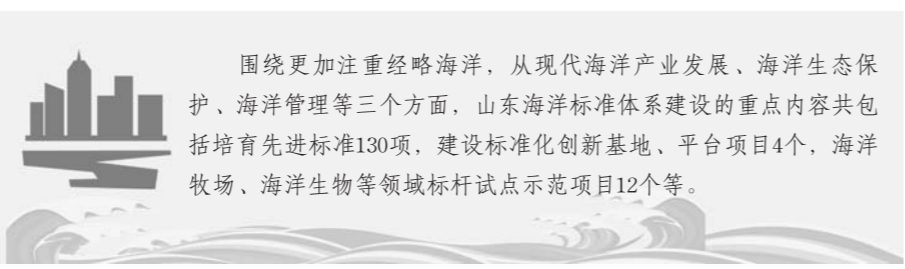 围绕更加注重经略海洋，从现代海洋产业发展、海洋生态保
护、海洋管理等三个方面，山东海洋标准体系建设的重点内容共包
括培育先进标准130项，建设标准化创新基地、平台项目4个，海洋
牧场、海洋生物等领域标杆试点示范项目12个等。